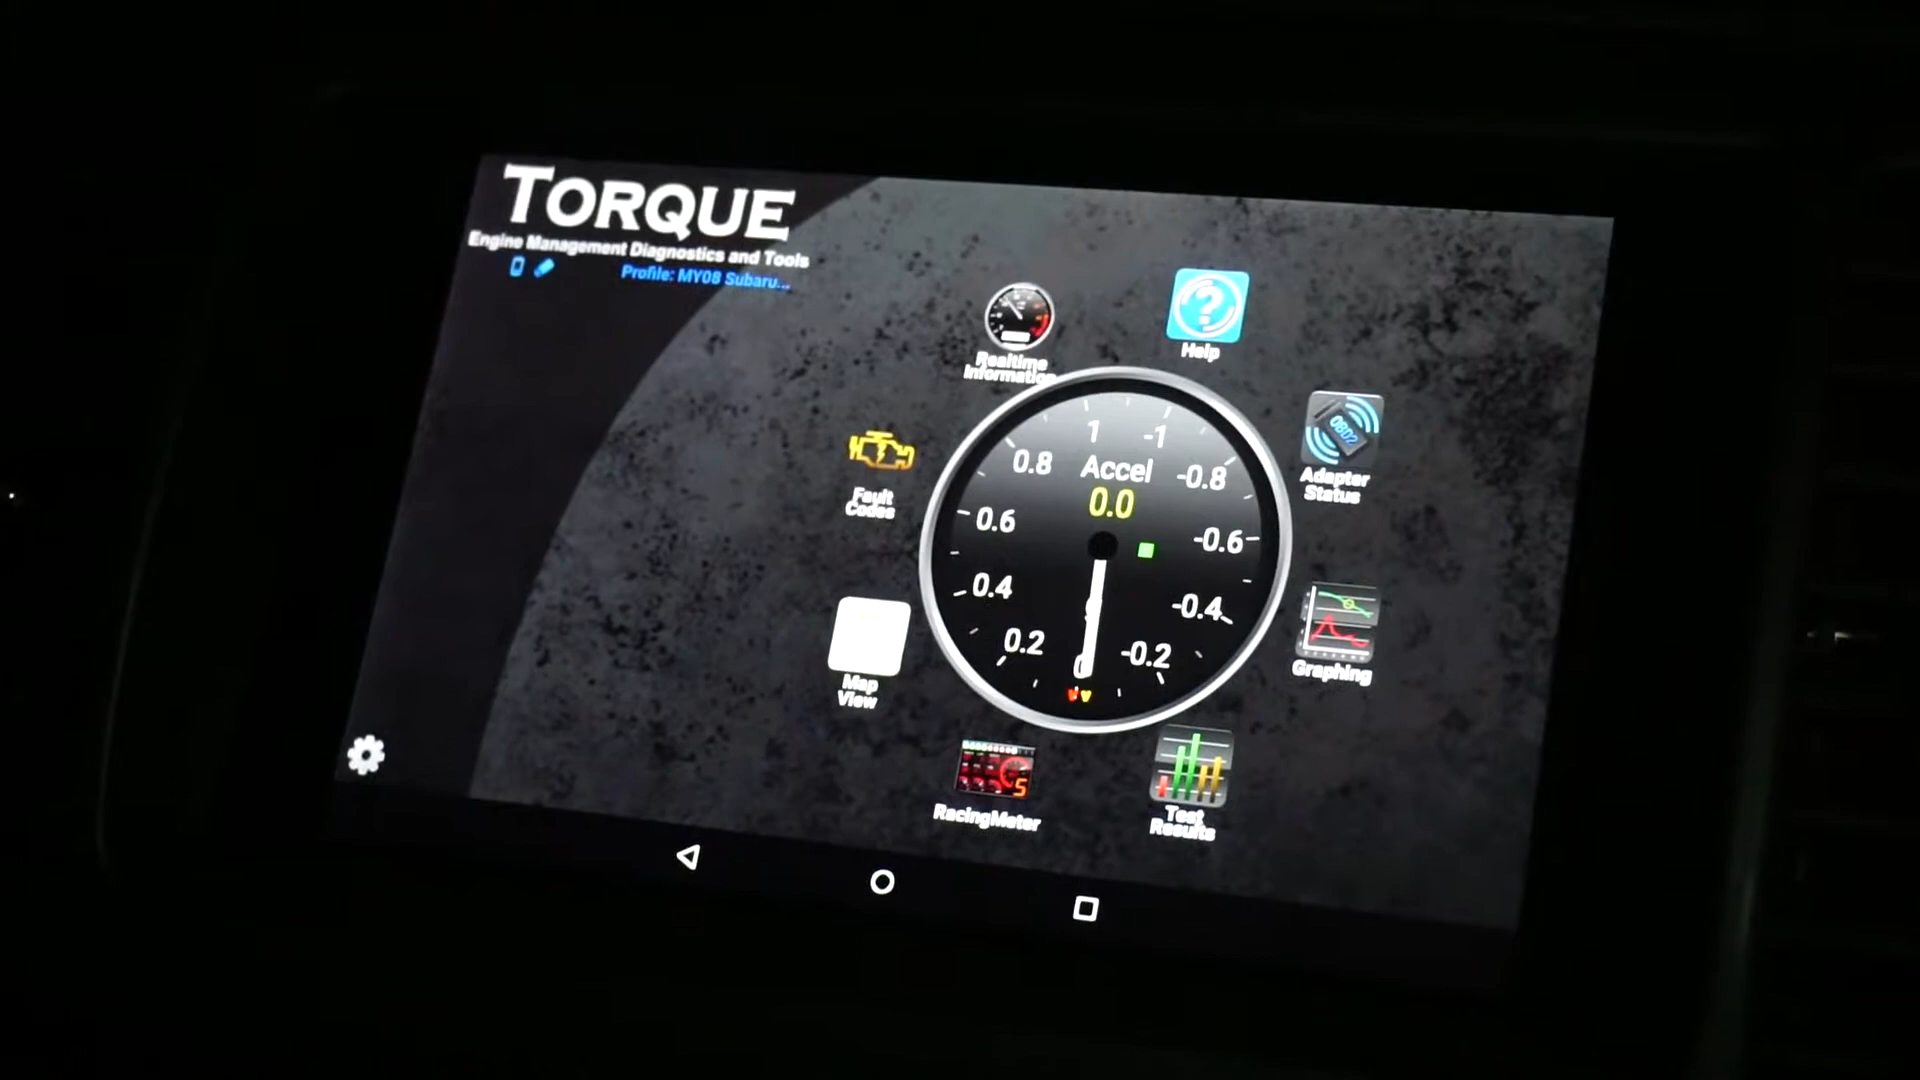 TORQUE
Engine Management Diagnostics and Tools
Profile: MY08 Subaru...
Realtime
Information
Help
Fault
Codes
Adapter
Status
1
-1
0.8
Accel
-0.8
0.0
0.6
-0.6
0.4
-0.4
0.2
-0.2
0
Map
View
Graphing
RacingMeter
Test
Results